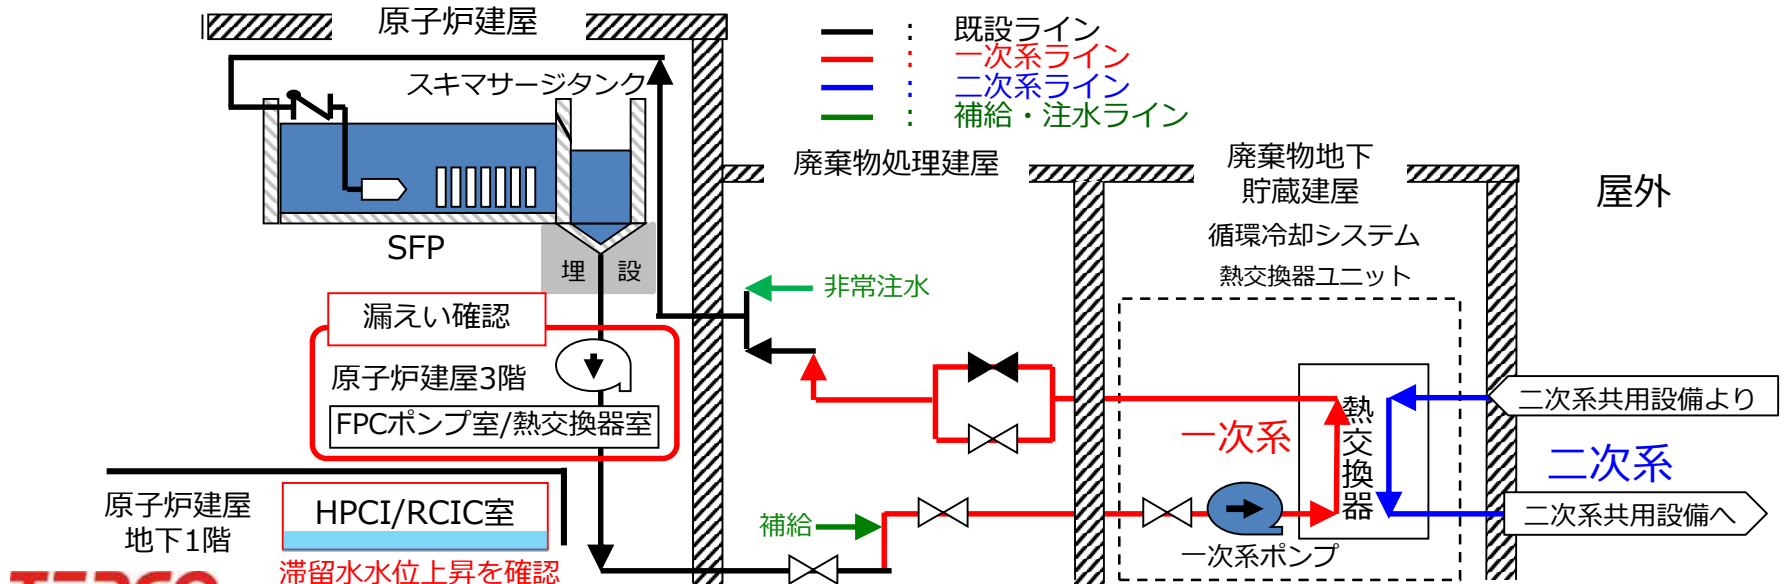 原子炉建屋
スキマサージタンク
: 既設ライン
: 一次系ライン
: 二次系ライン
: 補給・注水ライン
廃棄物処理建屋
廃棄物地下
貯蔵建屋
屋外
循環冷却システム
熱交換器ユニット
SFP
埋 設
非常注水
漏えい確認
原子炉建屋3階
FPCポンプ室/熱交換器室
一次系
熱交換器
二次系共用設備より
二次系
二次系共用設備へ
原子炉建屋
地下1階
HPCI/RCIC室
滞留水水位上昇を確認
補給
一次系ポンプ
TEPCO